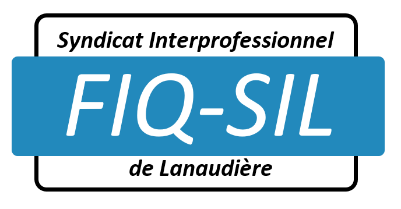 Syndicat Interprofessionnel
FIQ-SIL
de Lanaudière